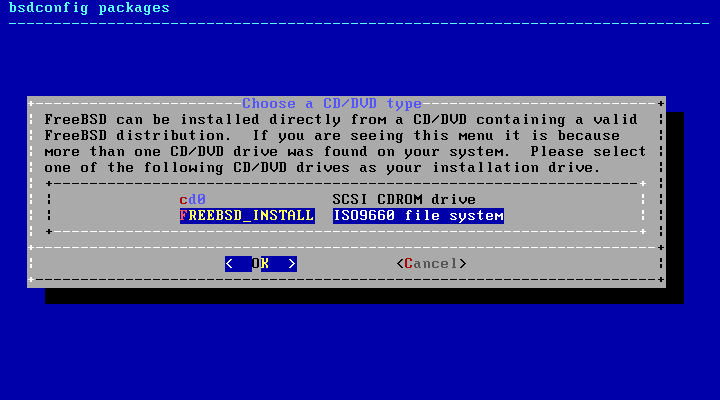 bsdconfig packages
Choose a CD/DVD type
FreeBSD can be installed directly from a CD/DVD containing a valid
FreeBSD distribution.  If you are seeing this menu it is because
more than one CD/DVD drive was found on your system.  Please select
one of the following CD/DVD drives as your installation drive.
cd0 SCSI CDROM drive
FREEBSD_INSTALL ISO9660 file system
<  OK  > <Cancel>